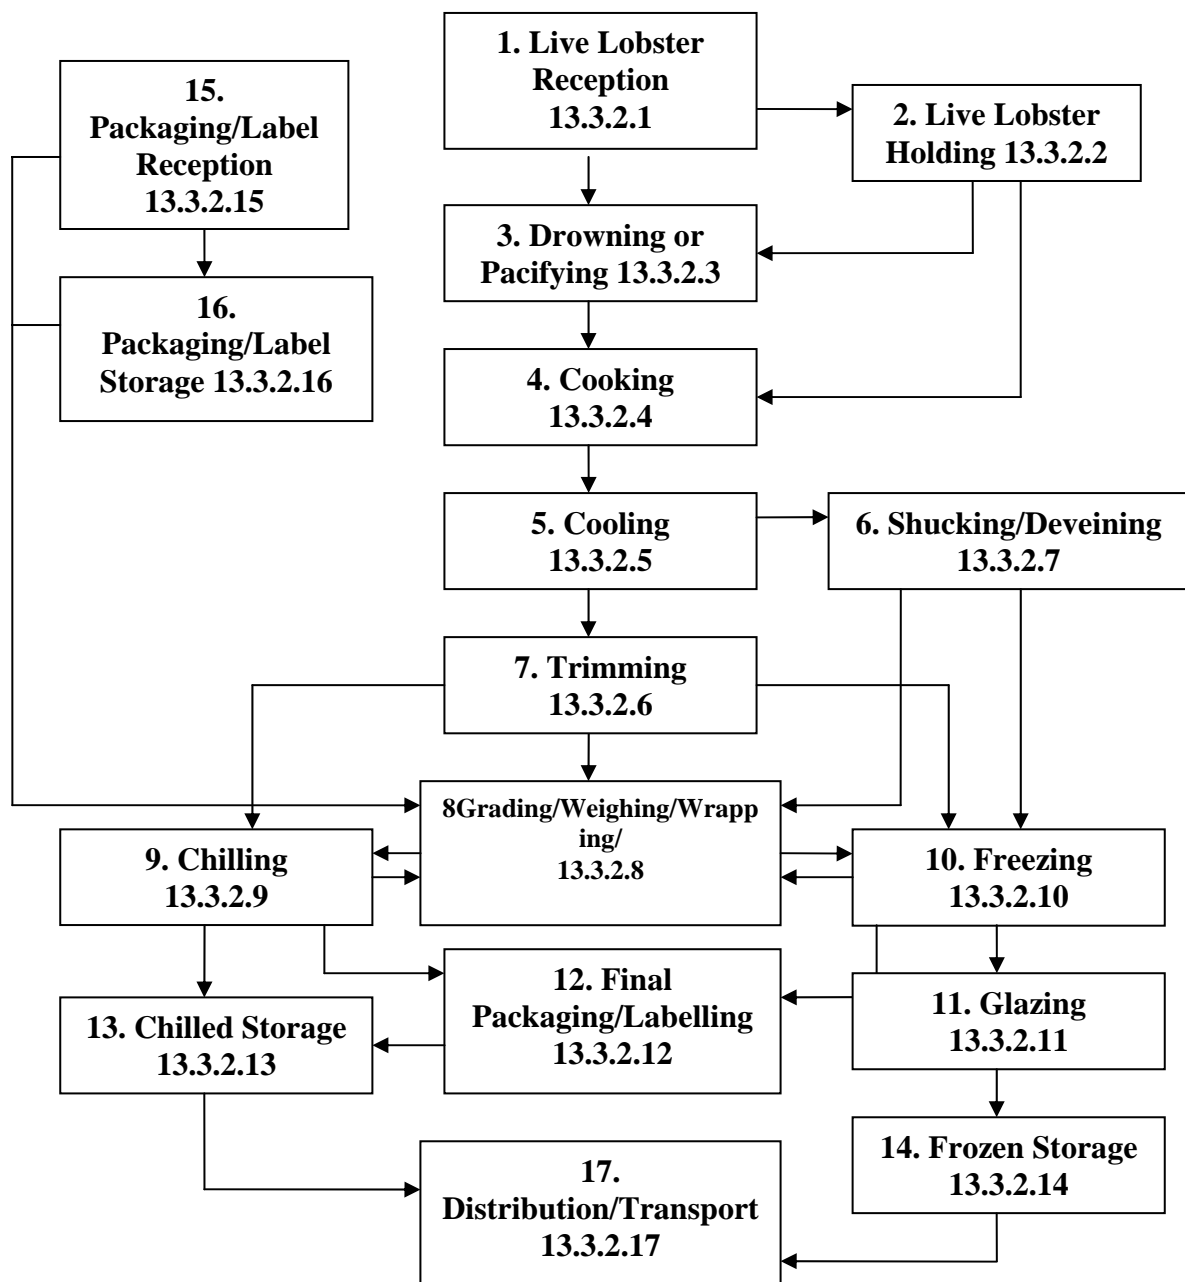 1. Live Lobster
Reception
13.3.2.1
15.
Packaging/Label
Reception
13.3.2.15
2. Live Lobster
Holding 13.3.2.2
3. Drowning or
Pacifying 13.3.2.3
16.
Packaging/Label
Storage 13.3.2.16
4. Cooking
13.3.2.4
5. Cooling
13.3.2.5
6. Shucking/Deveining
13.3.2.7
7. Trimming
13.3.2.6
8Grading/Weighing/Wrapp
ing/
13.3.2.8
9. Chilling
13.3.2.9
10. Freezing
13.3.2.10
12. Final
Packaging/Labelling
13.3.2.12
11. Glazing
13.3.2.11
13. Chilled Storage
13.3.2.13
14. Frozen Storage
13.3.2.14
17.
Distribution/Transport
13.3.2.17